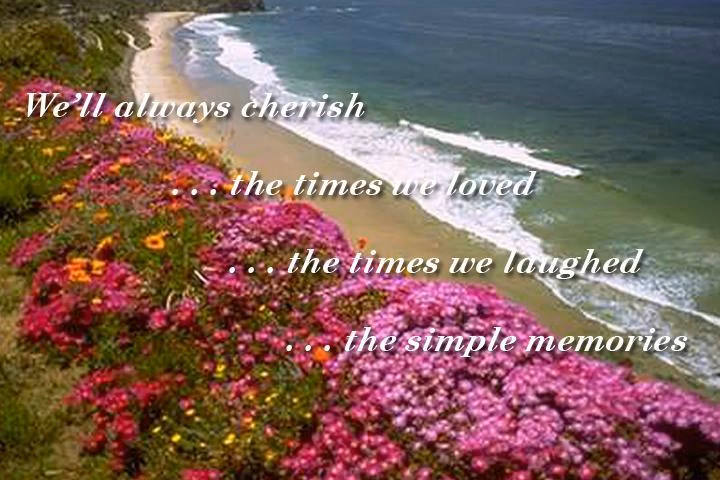 We’ll always cherish
. . . the times we loved
. . . the times we laughed
. . . the simple memories